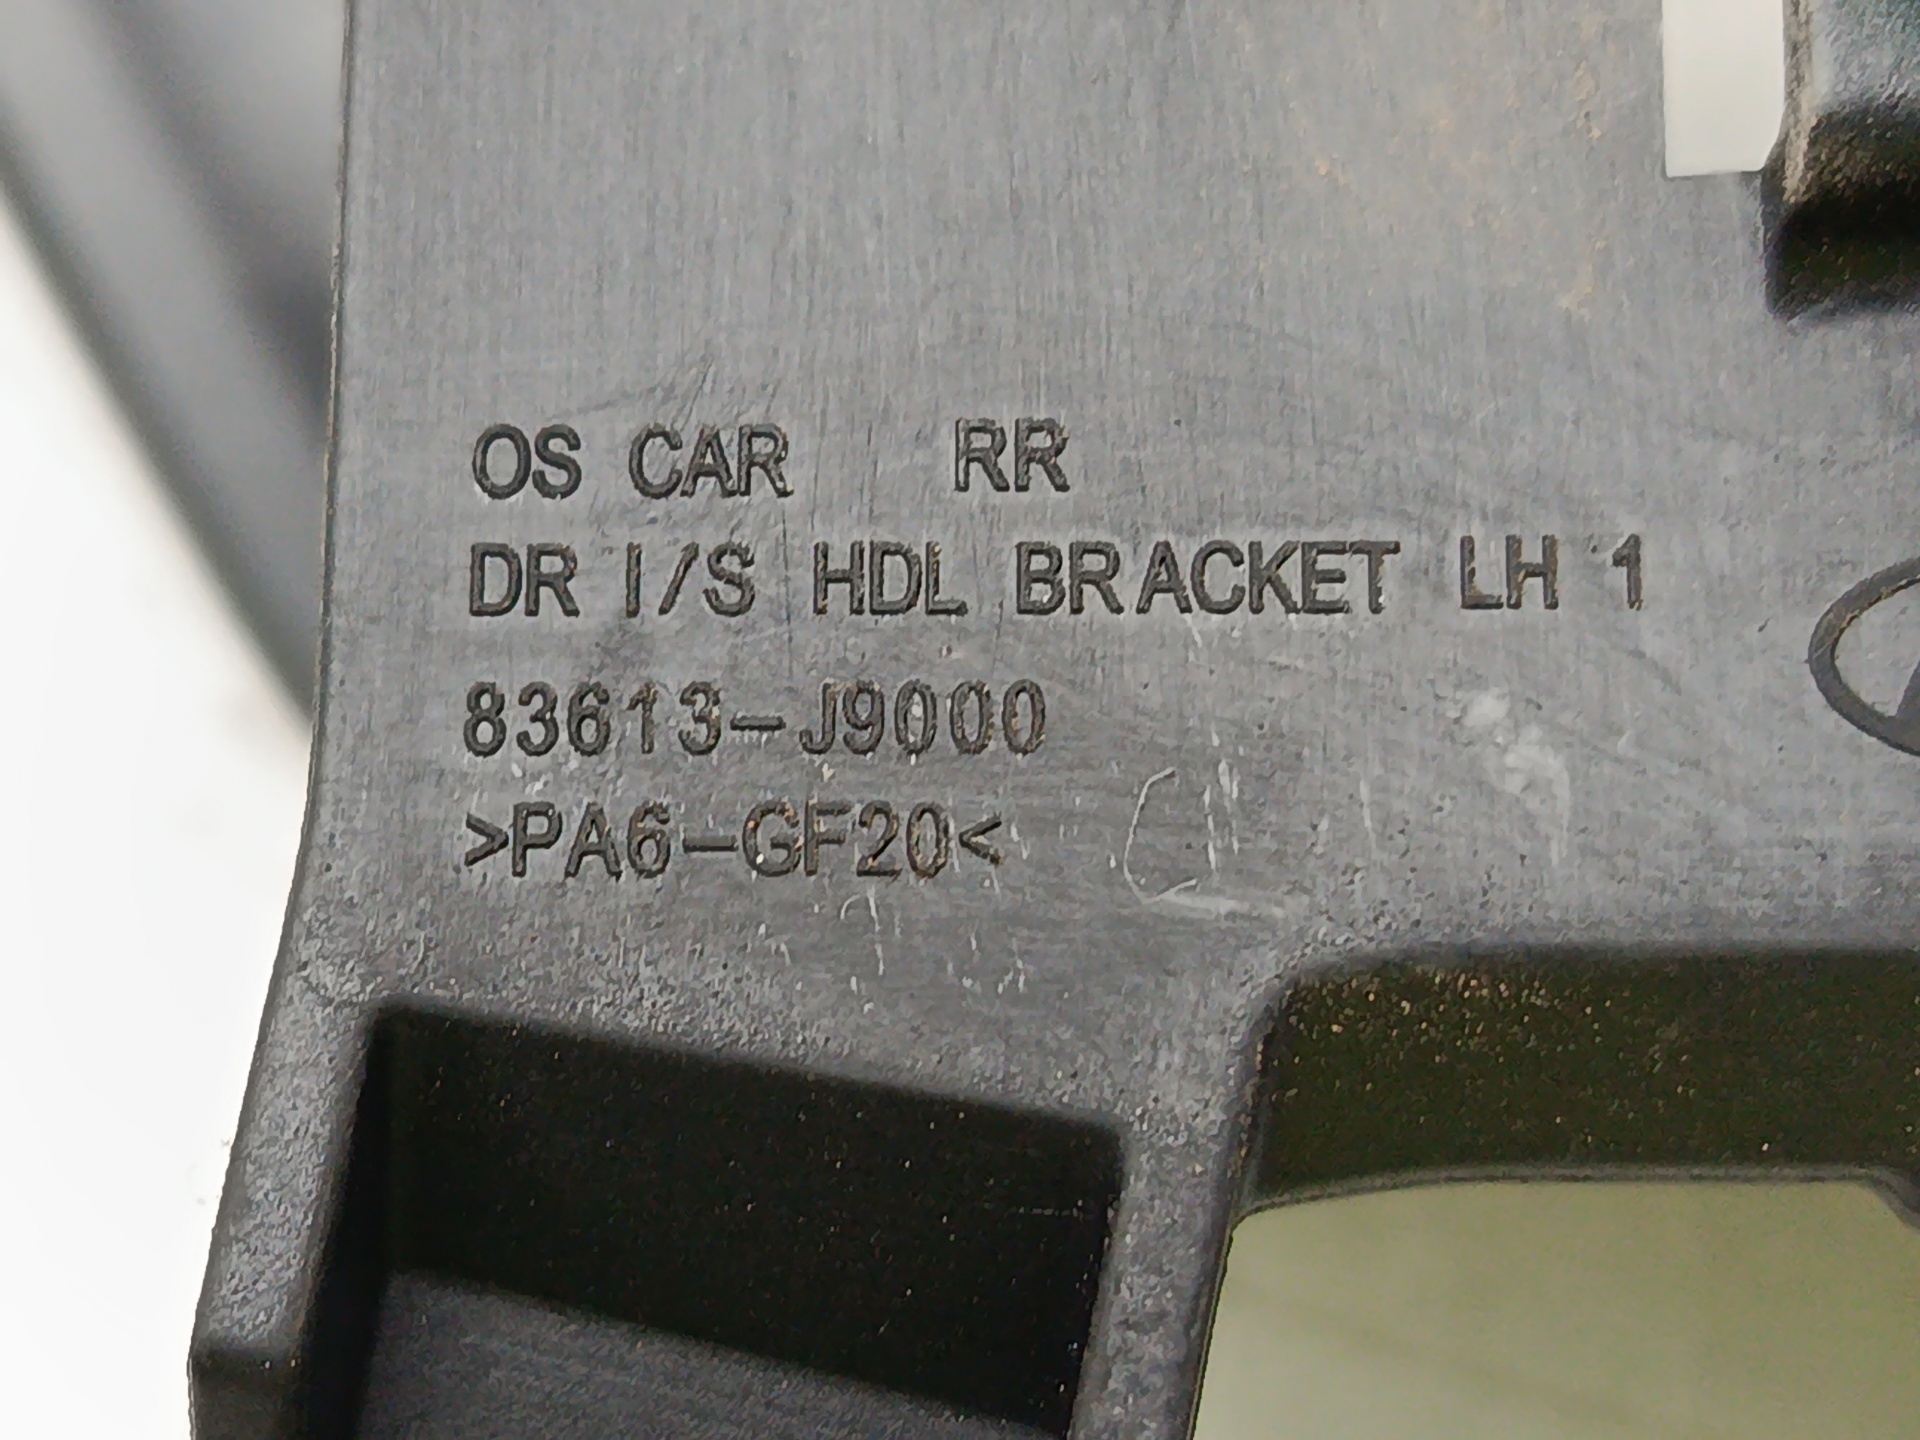 OS CAR RR
DR I/S HDL BRACKET LH 1
83613-J9000
>PA6-GF20<